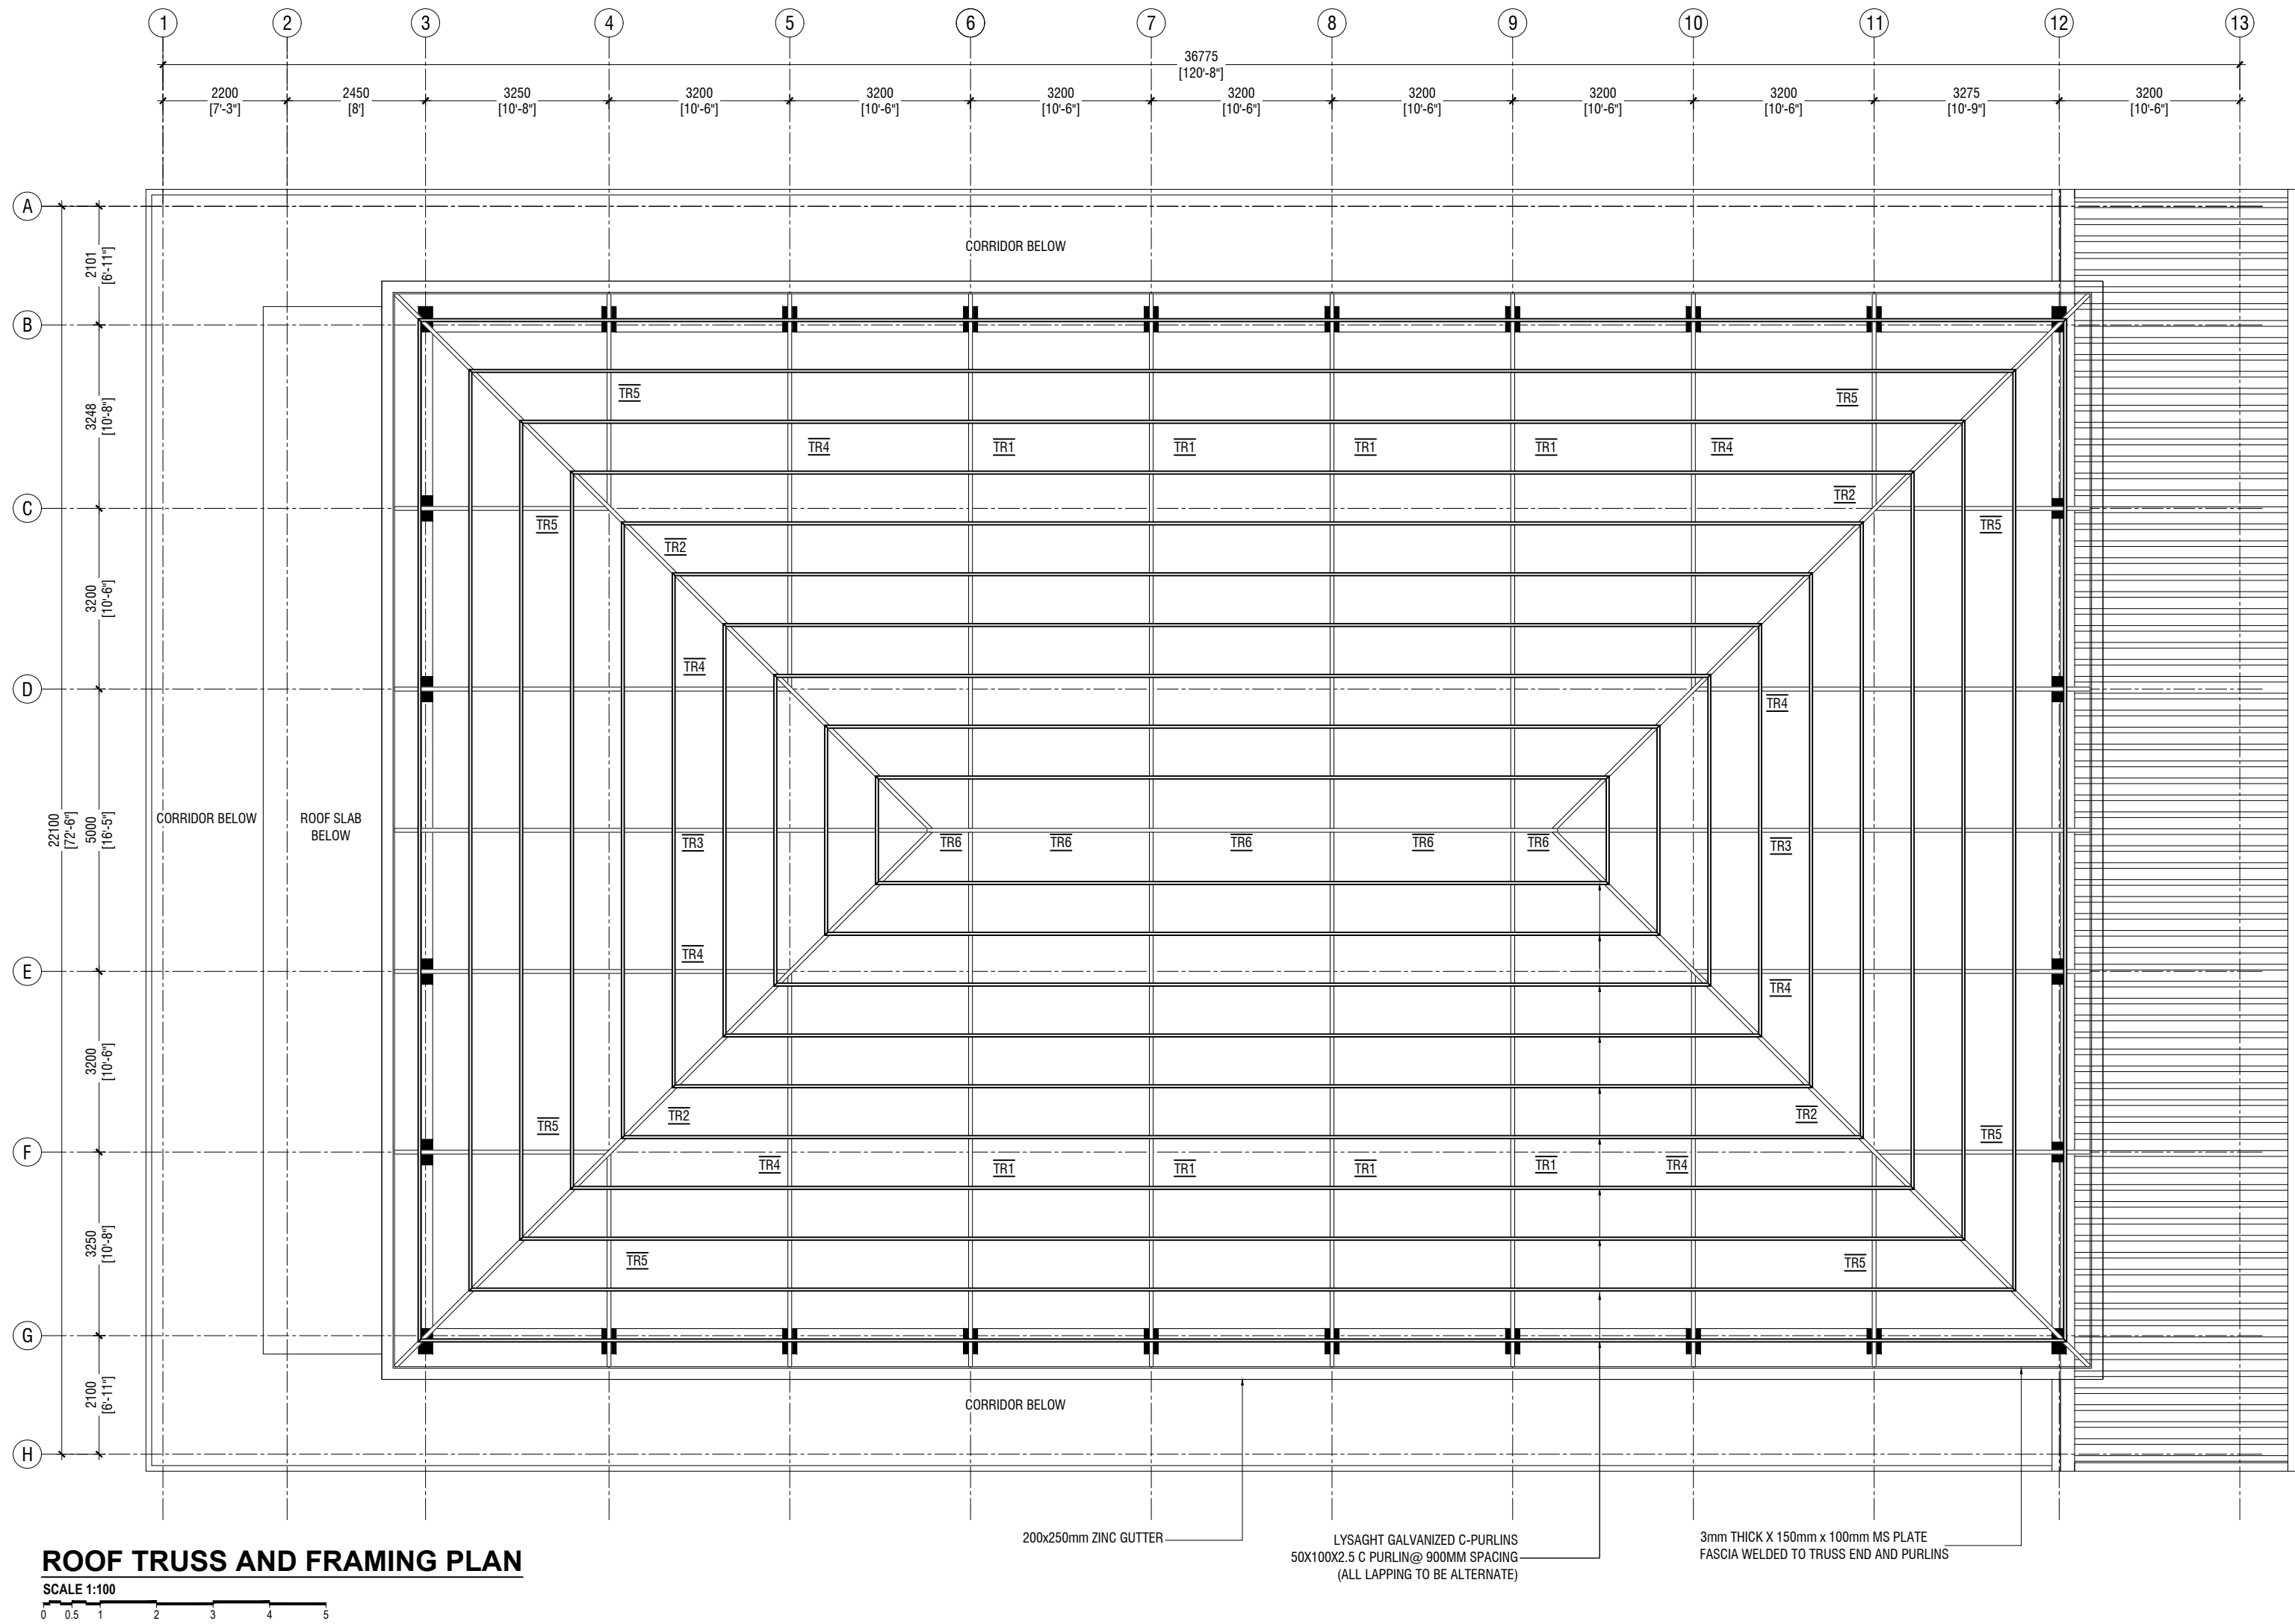 1 2 3 4 5 6 7 8 9 10 11 12 13
36775
[120'-8"]
2200 2450 3250 3200 3200 3200 3200 3200 3200 3200 3275 3200
[7'-3"] [8'] [10'-8"] [10'-6"] [10'-6"] [10'-6"] [10'-6"] [10'-6"] [10'-6"] [10'-6"] [10'-9"] [10'-6"]
A
2101
[6'-11"]
CORRIDOR BELOW
B
3248
[10'-8"]
TR5 TR5
TR4 TR1 TR1 TR1 TR1 TR4
TR2
C
TR5 TR5
TR2
3200
[10'-6"]
TR4
D
TR4
22100
[72'-6"]
5000
[16'-5"]
CORRIDOR BELOW
ROOF SLAB
BELOW
TR3 TR6 TR6 TR6 TR6 TR6 TR3
TR4
E
TR4
3200
[10'-6"]
TR2 TR2
TR5 TR5
F
TR4 TR1 TR1 TR1 TR1 TR4
3250
[10'-8"]
TR5 TR5
G
2100
[6'-11"]
CORRIDOR BELOW
H
200x250mm ZINC GUTTER
LYSAGHT GALVANIZED C-PURLINS
50X100X2.5 C PURLIN@ 900MM SPACING
(ALL LAPPING TO BE ALTERNATE)
3mm THICK X 150mm x 100mm MS PLATE
FASCIA WELDED TO TRUSS END AND PURLINS
ROOF TRUSS AND FRAMING PLAN
SCALE 1:100
0 0.5 1 2 3 4 5